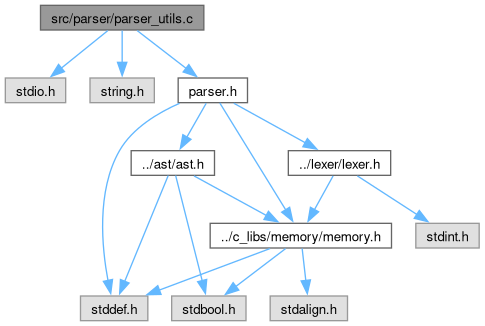 src/parser/parser_utils.c
stdio.h
string.h
parser.h
../ast/ast.h
../lexer/lexer.h
../c_libs/memory/memory.h
stdint.h
stddef.h
stdbool.h
stdalign.h